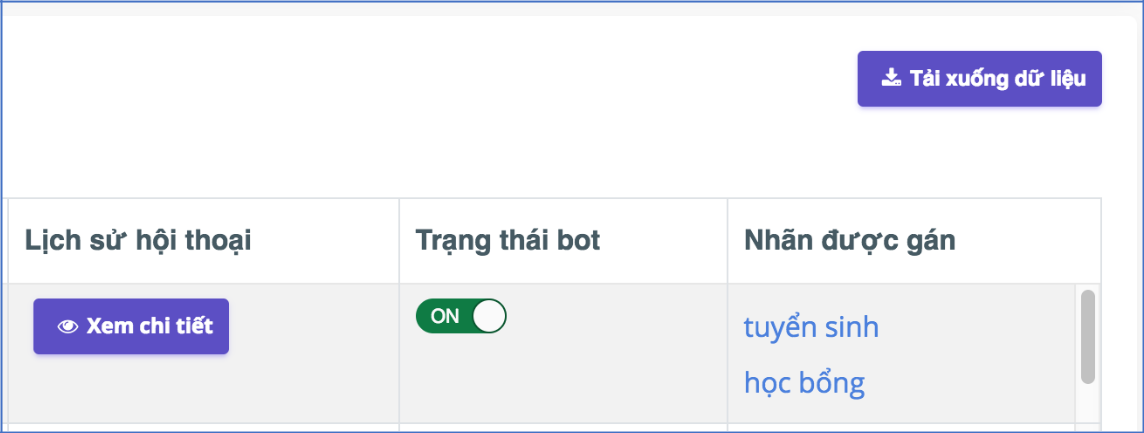 Tải xuống dữ liệu
Lịch sử hội thoại
Trạng thái bot
Nhãn được gán
Xem chi tiết
ON
tuyển sinh
học bổng